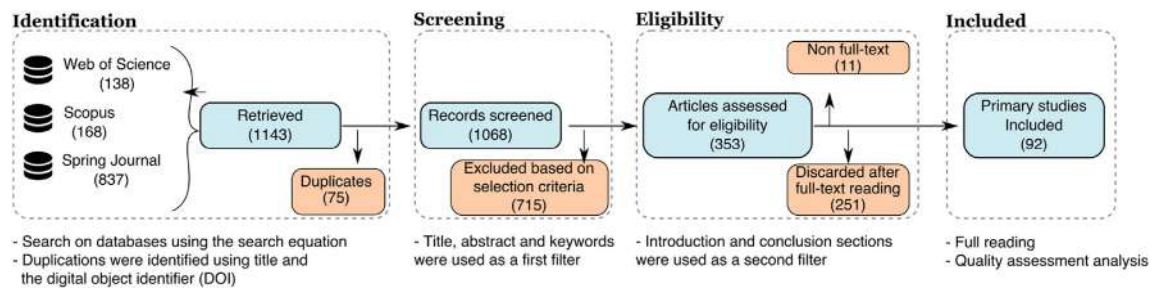 Identification
Web of Science
(138)
Scopus
(168)
Spring Journal
(837)
Retrieved
(1143)
Duplicates
(75)
- Search on databases using the search equation
- Duplications were identified using title and
the digital object identifier (DOI)
Screening
Records screened
(1068)
Excluded based on
selection criteria
(715)
- Title, abstract and keywords
were used as a first filter
Eligibility
Non full-text
(11)
Articles assessed
for eligibility
(353)
Discarded after
full-text reading
(251)
- Introduction and conclusion sections
were used as a second filter
Included
Primary studies
Included
(92)
- Full reading
- Quality assessment analysis